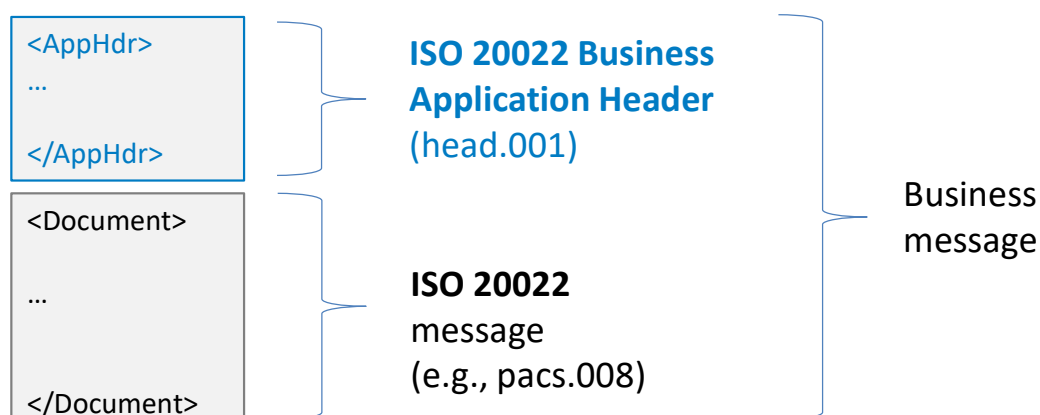 <AppHdr>
...
</AppHdr>
ISO 20022 Business
Application Header
(head.001)
<Document>
...
</Document>
ISO 20022
message
(e.g., pacs.008)
Business
message